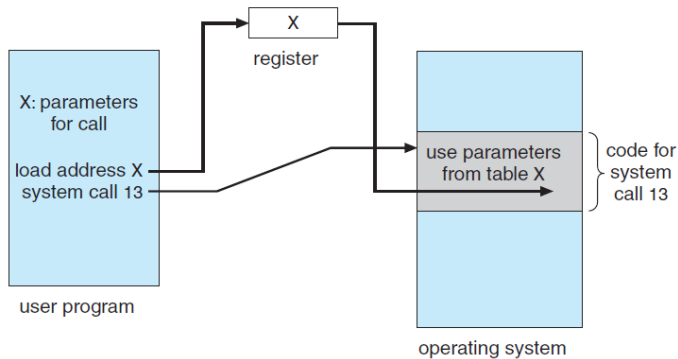 X
register
X: parameters
for call
load address X
system call 13
use parameters
from table X
code for
system
call 13
user program
operating system